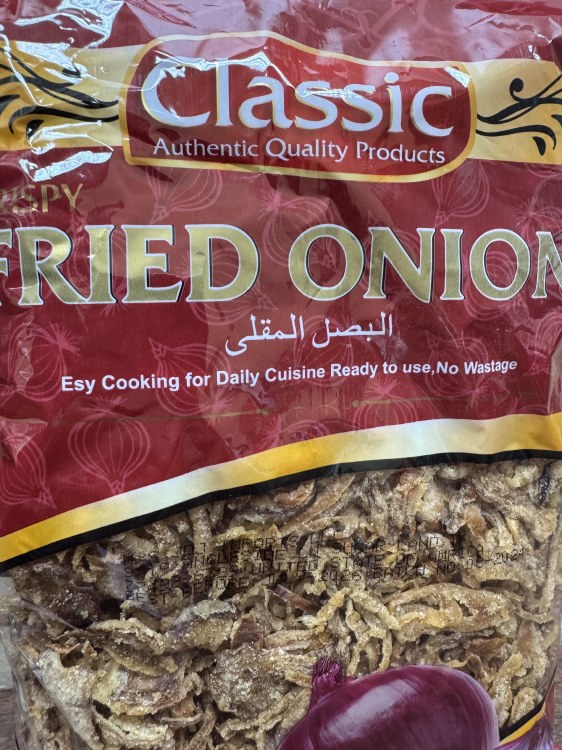 Classic
Authentic Quality Products
FRIED ONION
البصل المقلى
Esy Cooking for Daily Cuisine Ready to use,No Wastage